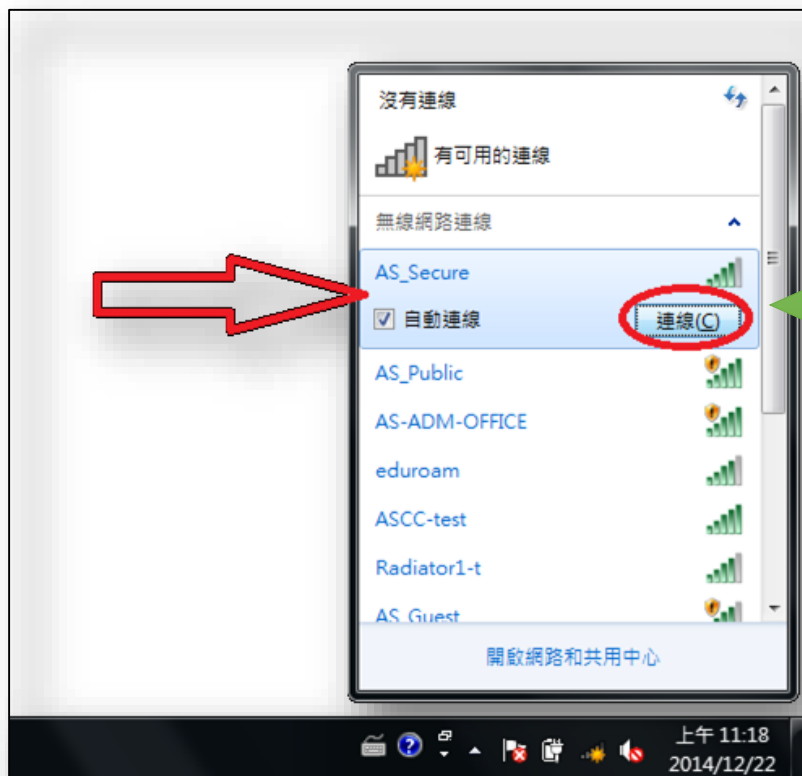 沒有連線
有可用的連線
無線網路連線
AS_Secure
自動連線 連線(C)
AS_Public
AS-ADM-OFFICE
eduroam
ASCC-test
Radiator1-t
AS_Guest
開啟網路和共用中心
上午 11:18
2014/12/22